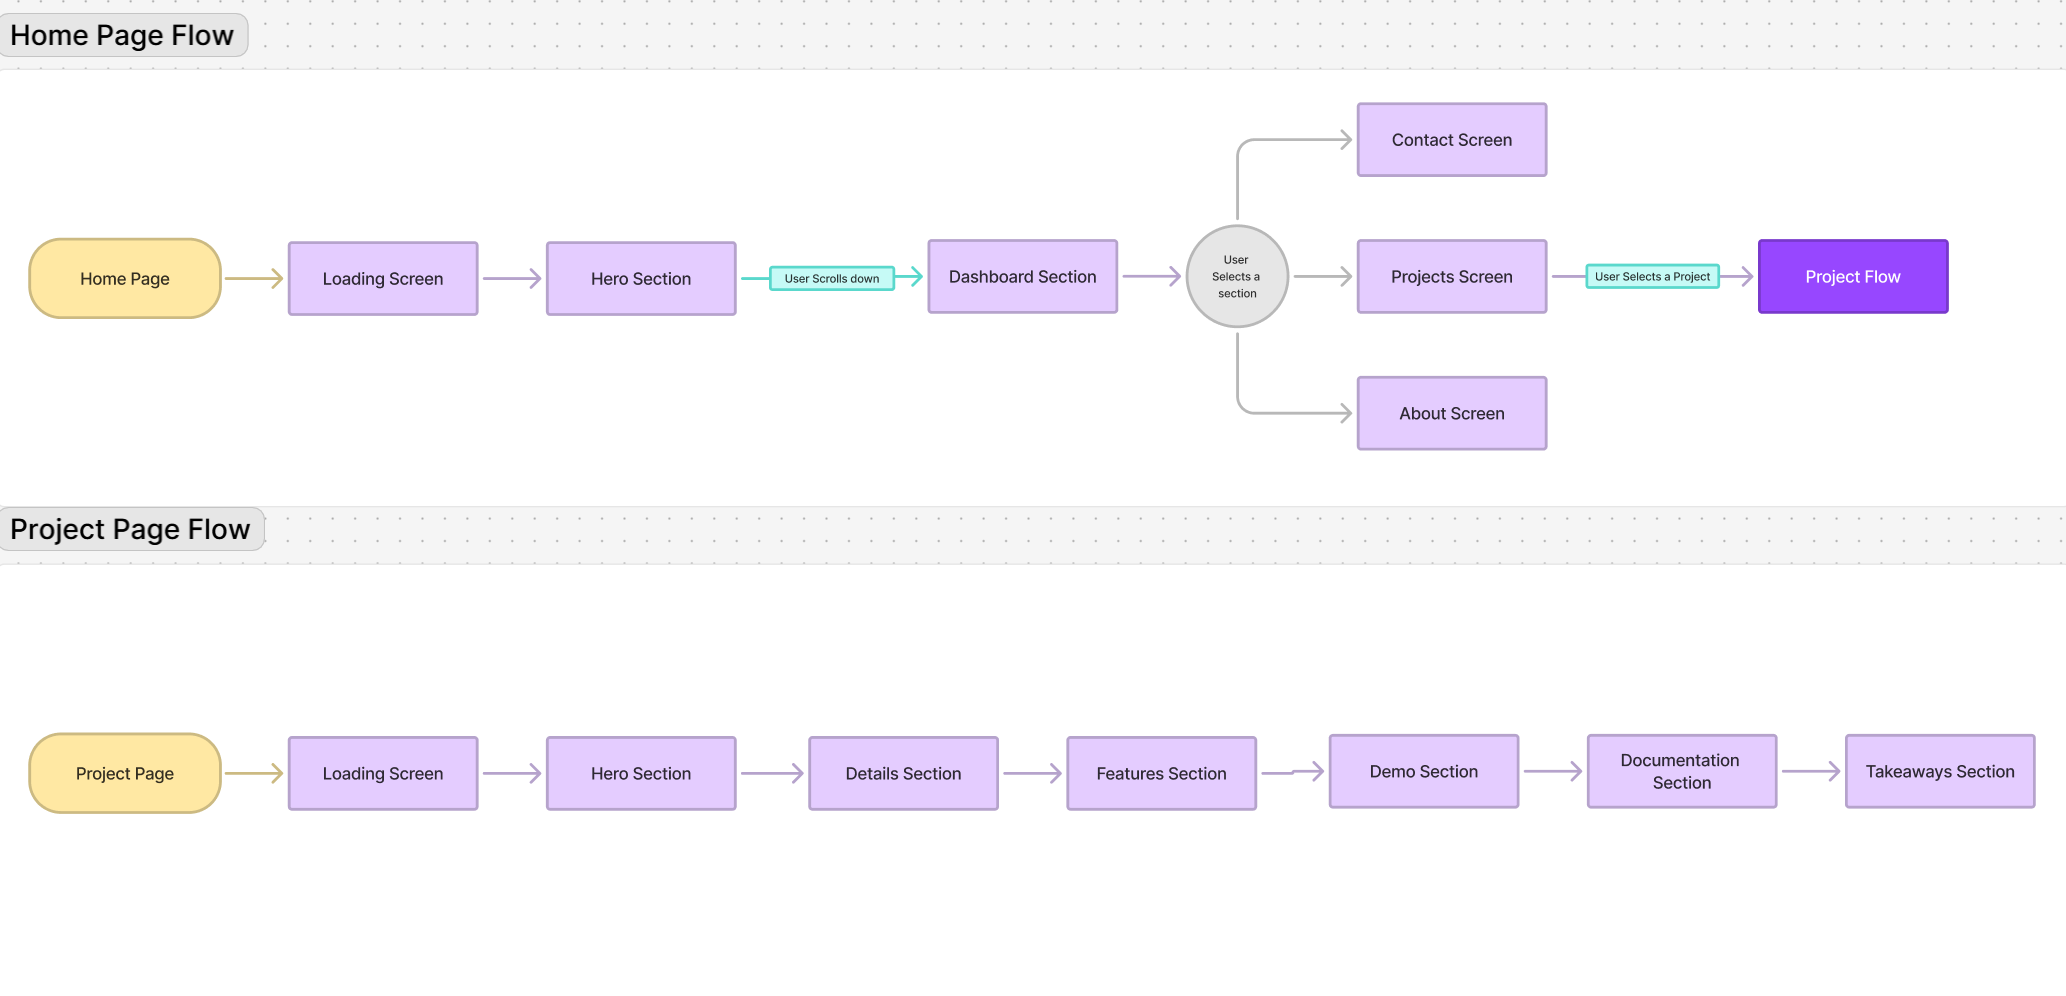 Home Page Flow
Contact Screen
Home Page
Loading Screen
Hero Section
User Scrolls down
Dashboard Section
User
Selects a
section
Projects Screen
User Selects a Project
Project Flow
About Screen
Project Page Flow
Project Page
Loading Screen
Hero Section
Details Section
Features Section
Demo Section
Documentation
Section
Takeaways Section